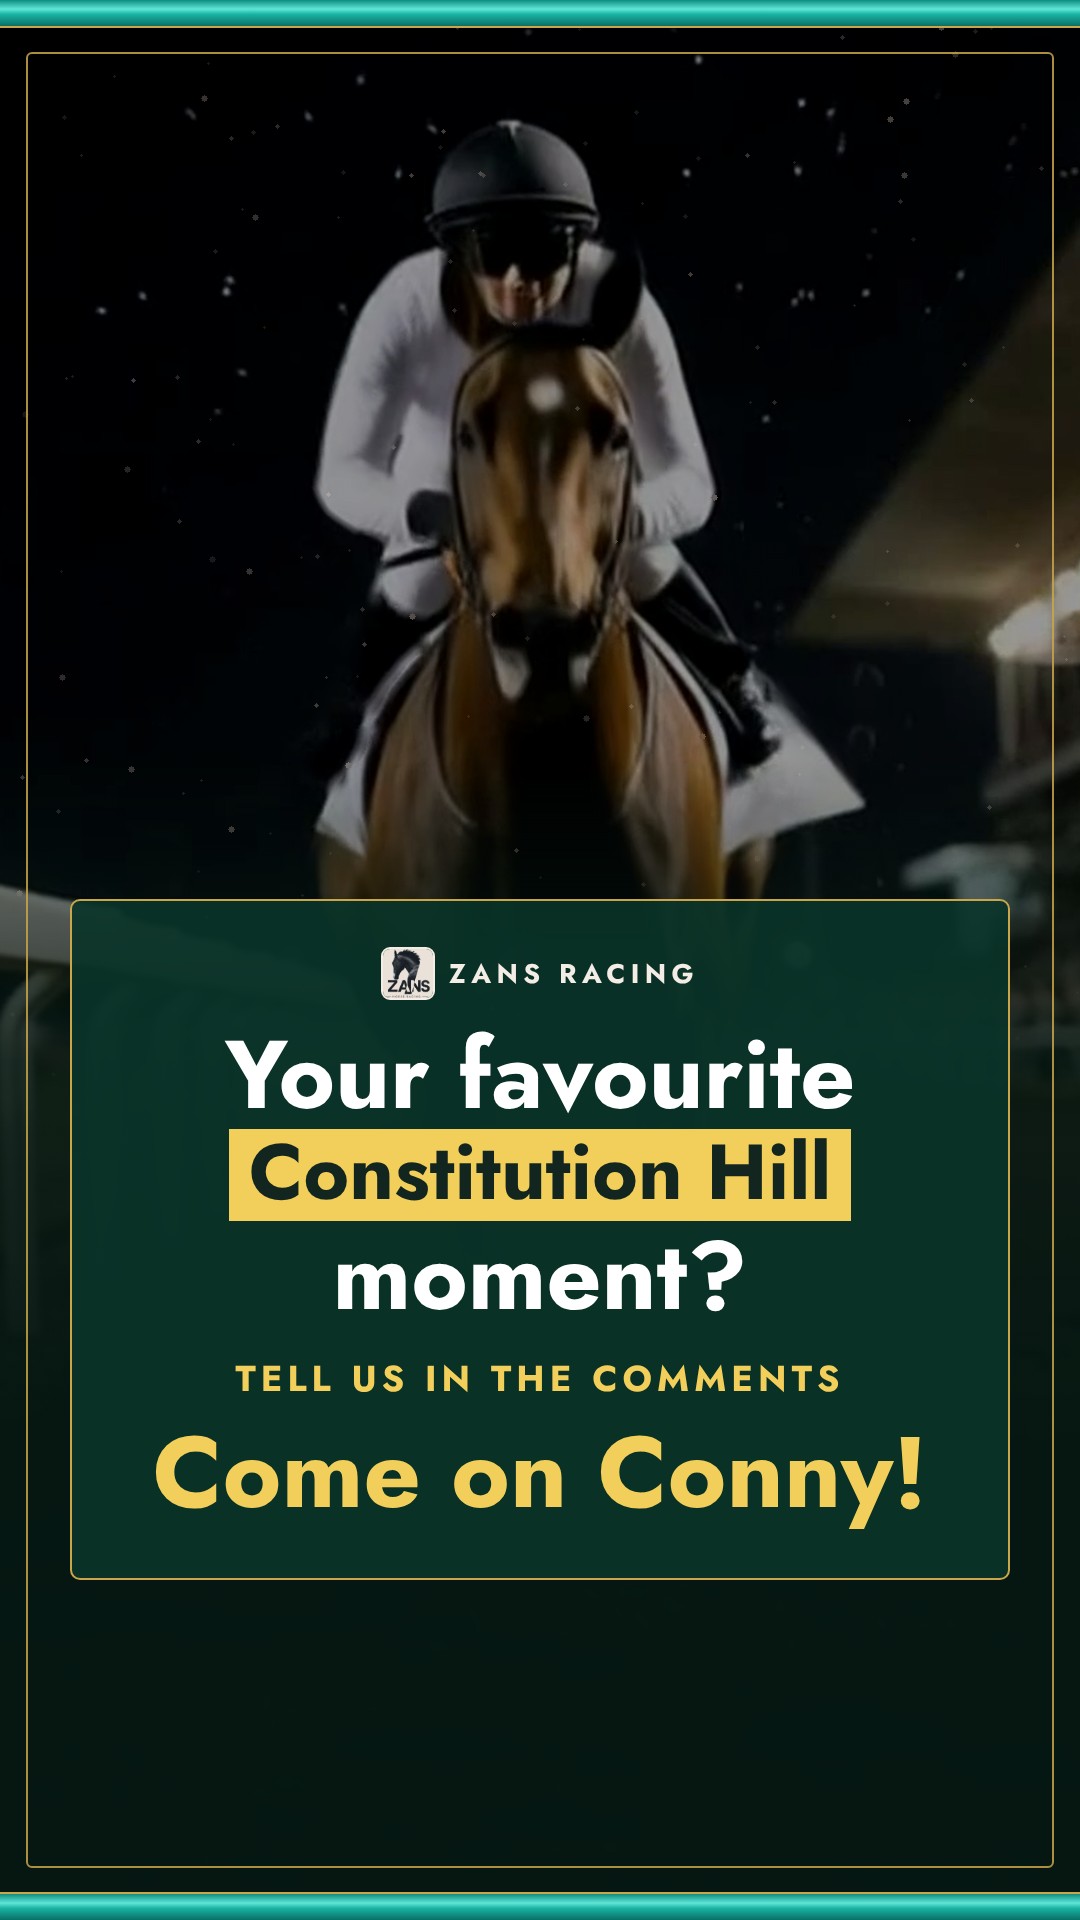 ZANS
ZANS RACING
Your favourite
Constitution Hill
moment?
TELL US IN THE COMMENTS
Come on Conny!